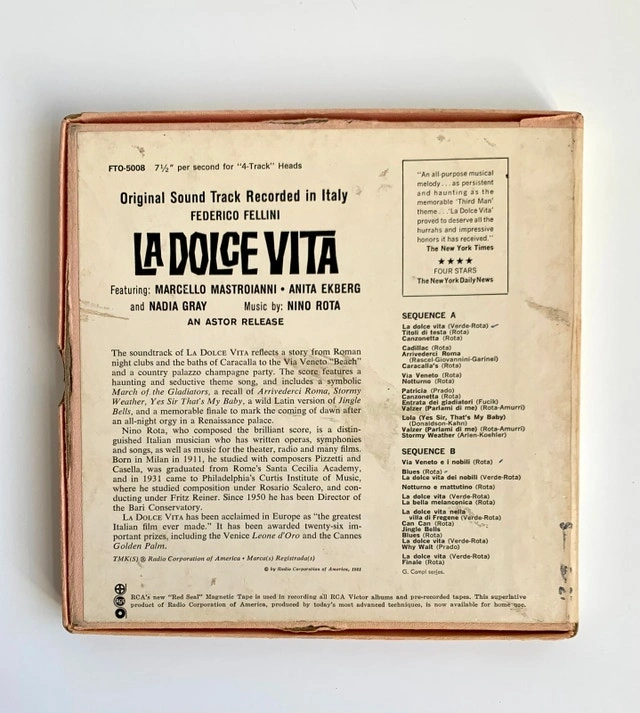 FTO-5008 7½" per second for "4-Track" Heads
Original Sound Track Recorded in Italy
FEDERICO FELLINI
LA DOLCE VITA
Featuring: MARCELLO MASTROIANNI • ANITA EKBERG
and NADIA GRAY Music by: NINO ROTA
AN ASTOR RELEASE
The soundtrack of LA DOLCE VITA reflects a story from Roman
night clubs and the baths of Caracalla to the Via Veneto "Beach"
and a country palazzo champagne party. The score features a
haunting and seductive theme song, and includes a symbolic
March of the Gladiators, a recall of Arrivederci Roma, Stormy
Weather, Yes Sir That's My Baby, a wild Latin version of Jingle
Bells, and a memorable finale to mark the coming of dawn after
an all-night orgy in a Renaissance palace.
Nino Rota, who composed the brilliant score, is a distin-
guished Italian musician who has written operas, symphonies
and songs, as well as music for the theater, radio and many films.
Born in Milan in 1911, he studied with composers Pizzetti and
Casella, was graduated from Rome's Santa Cecilia Academy,
and in 1931 came to Philadelphia's Curtis Institute of Music,
where he studied composition under Rosario Scalero, and con-
ducting under Fritz Reiner. Since 1950 he has been Director of
the Bari Conservatory.
LA DOLCE VITA has been acclaimed in Europe as "the greatest
Italian film ever made." It has been awarded twenty-six im-
portant prizes, including the Venice Leone d'Oro and the Cannes
Golden Palm.
TMK(S) ® Radio Corporation of America • Marca(s) Registrada(s)
© by Radio Corporation of America,
"An all-purpose musical
melody...as persistent
and haunting as the
memorable 'Third Man'
theme...'La Dolce Vita'
proved to deserve all the
hurrahs and impressive
honors it has received."
The New York Times
★★★★
FOUR STARS
The New York Daily News
SEQUENCE A
La dolce vita (Verde-Rota)
Titoli di testa (Rota)
Canzonetta (Rota)
Cadillac (Rota)
Arrivederci Roma
(Rascel-Giovannini-Garinei)
Caracalla's (Rota)
Via Veneto (Rota)
Notturno (Rota)
Patricia (Prado)
Canzonetta (Rota)
Entrata dei gladiatori (Fucik)
Valzer (Parlami di me) (Rota-Amurri)
Lola (Yes Sir, That's My Baby)
(Donaldson-Kahn)
Valzer (Parlami di me) (Rota-Amurri)
Stormy Weather (Arlen-Koehler)
SEQUENCE B
Via Veneto e i nobili (Rota)
Blues (Rota)
La dolce vita dei nobili (Verde-Rota)
Notturno e mattutino (Rota)
La dolce vita (Verde-Rota)
La bella melanconica (Rota)
La dolce vita nella
villa di Fregene (Verde-Rota)
Can Can (Rota)
Jingle Bells
Blues (Rota)
La dolce vita (Verde-Rota)
Why Wait (Prado)
La dolce vita (Verde-Rota)
Finale (Rota)
G. Campi series.
RCA's new "Red Seal" Magnetic Tape is used in recording all RCA Victor albums and pre-recorded tapes. This superlative
product of Radio Corporation of America, produced by today's most advanced techniques, is now available for home use.